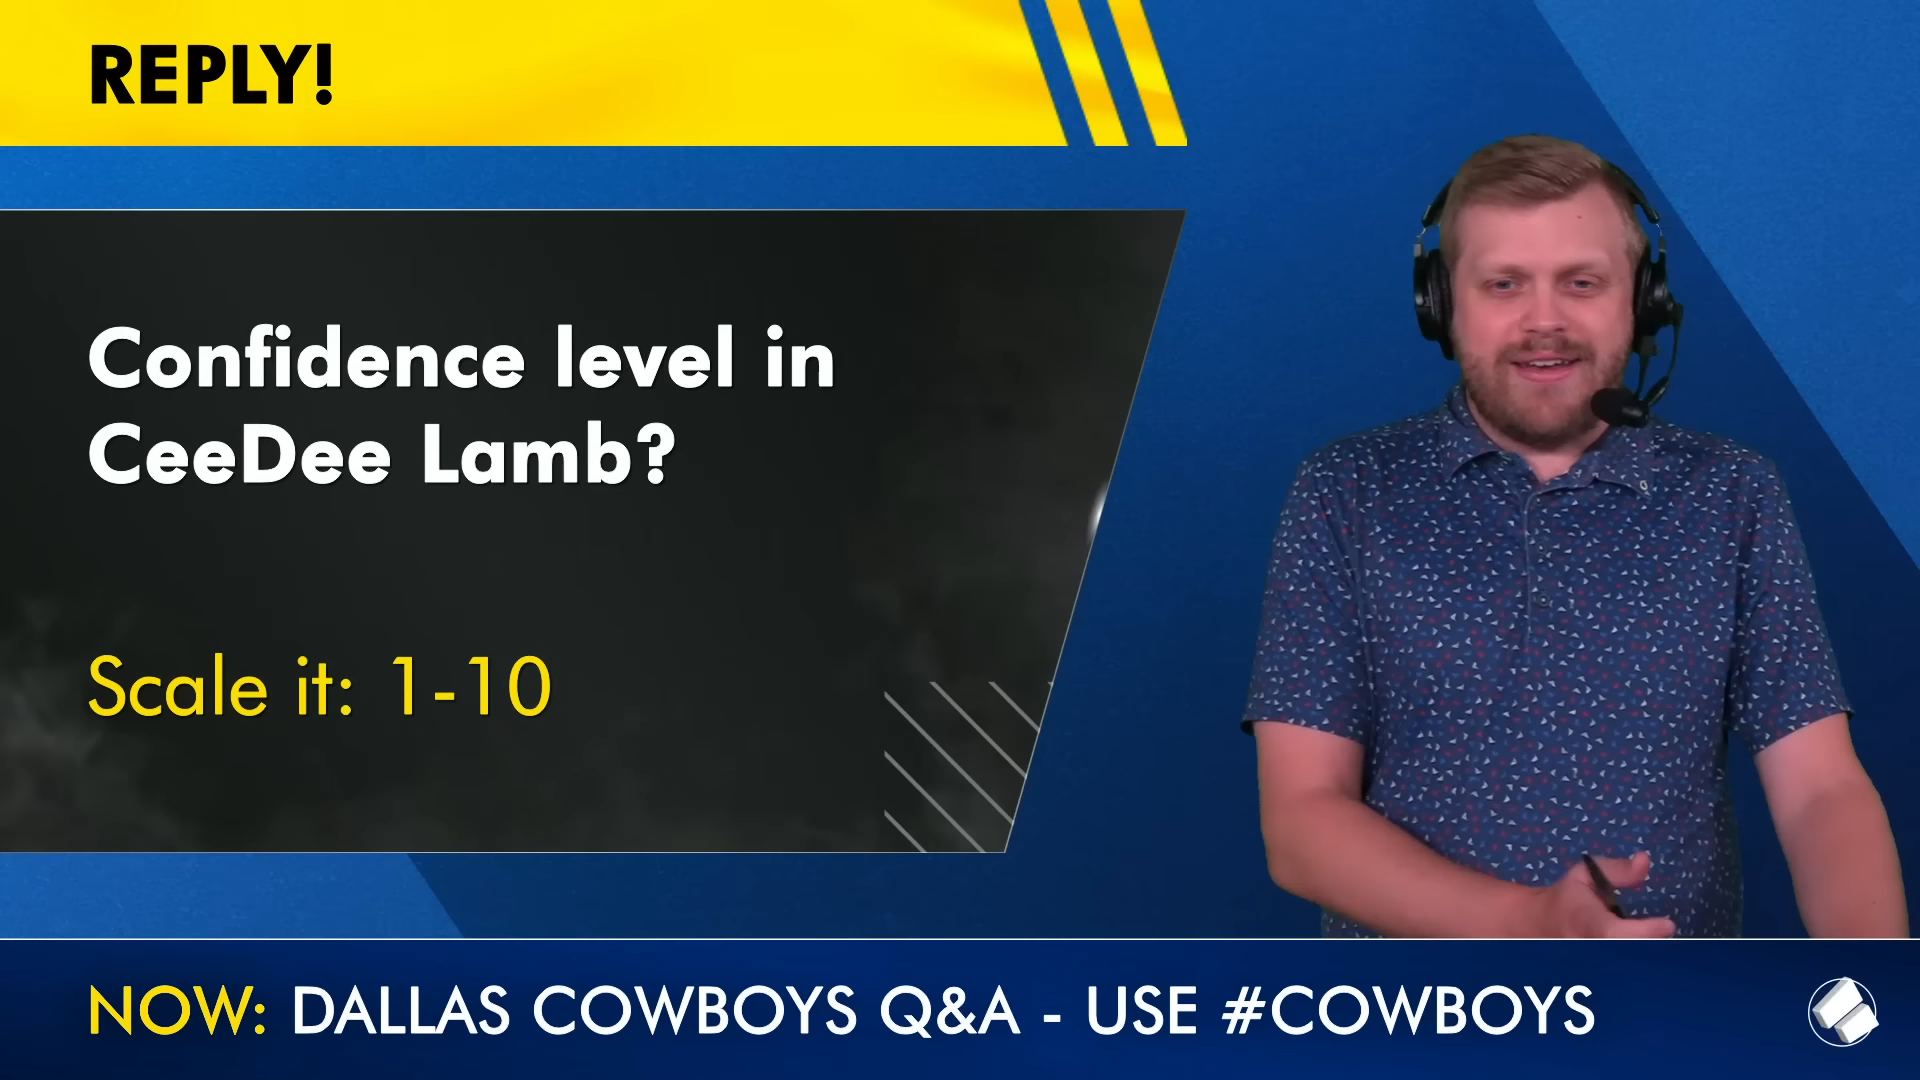 REPLY!
Confidence level in
CeeDee Lamb?
Scale it: 1-10
NOW: DALLAS COWBOYS Q&A - USE #COWBOYS